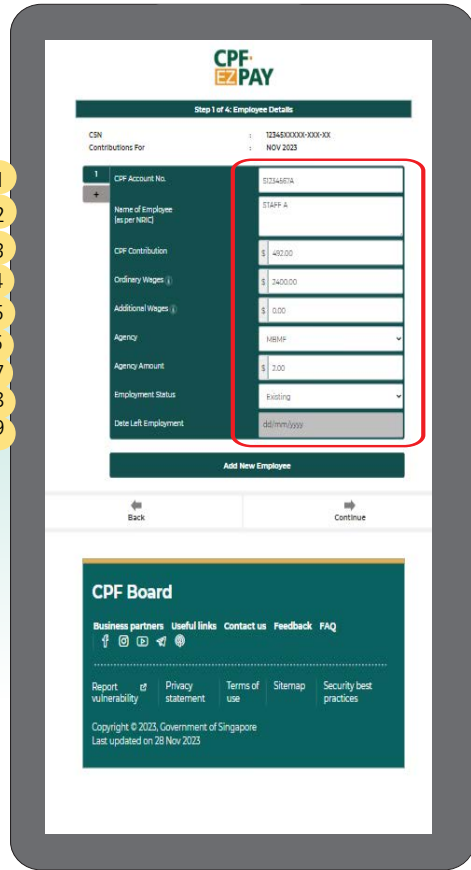 CPF
EZPAY
Step 1 of 4: Employee Details
CSN : 12345XXXXX-XXX-XX
Contributions For : NOV 2023
1
+
1 CPF Account No. S1234567A
2 Name of Employee STAFF A
(as per NRIC)
3 CPF Contribution $ 492.00
4 Ordinary Wages i $
5 Additional Wages i $ 0.00
6 Agency MBMF
7 Agency Amount $ 2.00
8 Employment Status Existing
9 Date Left Employment dd/mm/yyyy
Add New Employee
Back Continue
CPF Board
Business partners Useful links Contact us Feedback FAQ
Report vulnerability Privacy statement Terms of use Sitemap Security best practices
Copyright © 2023, Government of Singapore
Last updated on 28 Nov 2023